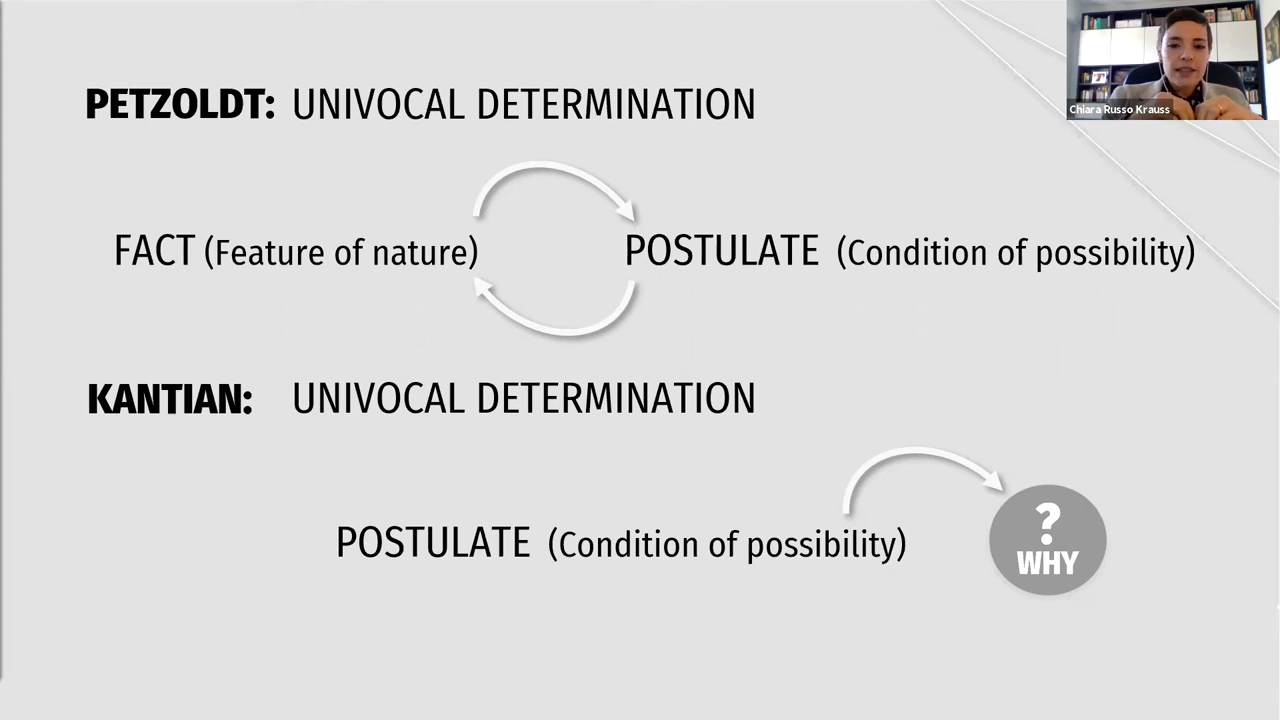 Chiara Russo Krauss
PETZOLDT: UNIVOCAL DETERMINATION
FACT (Feature of nature) POSTULATE (Condition of possibility)
KANTIAN: UNIVOCAL DETERMINATION
POSTULATE (Condition of possibility)
?
WHY